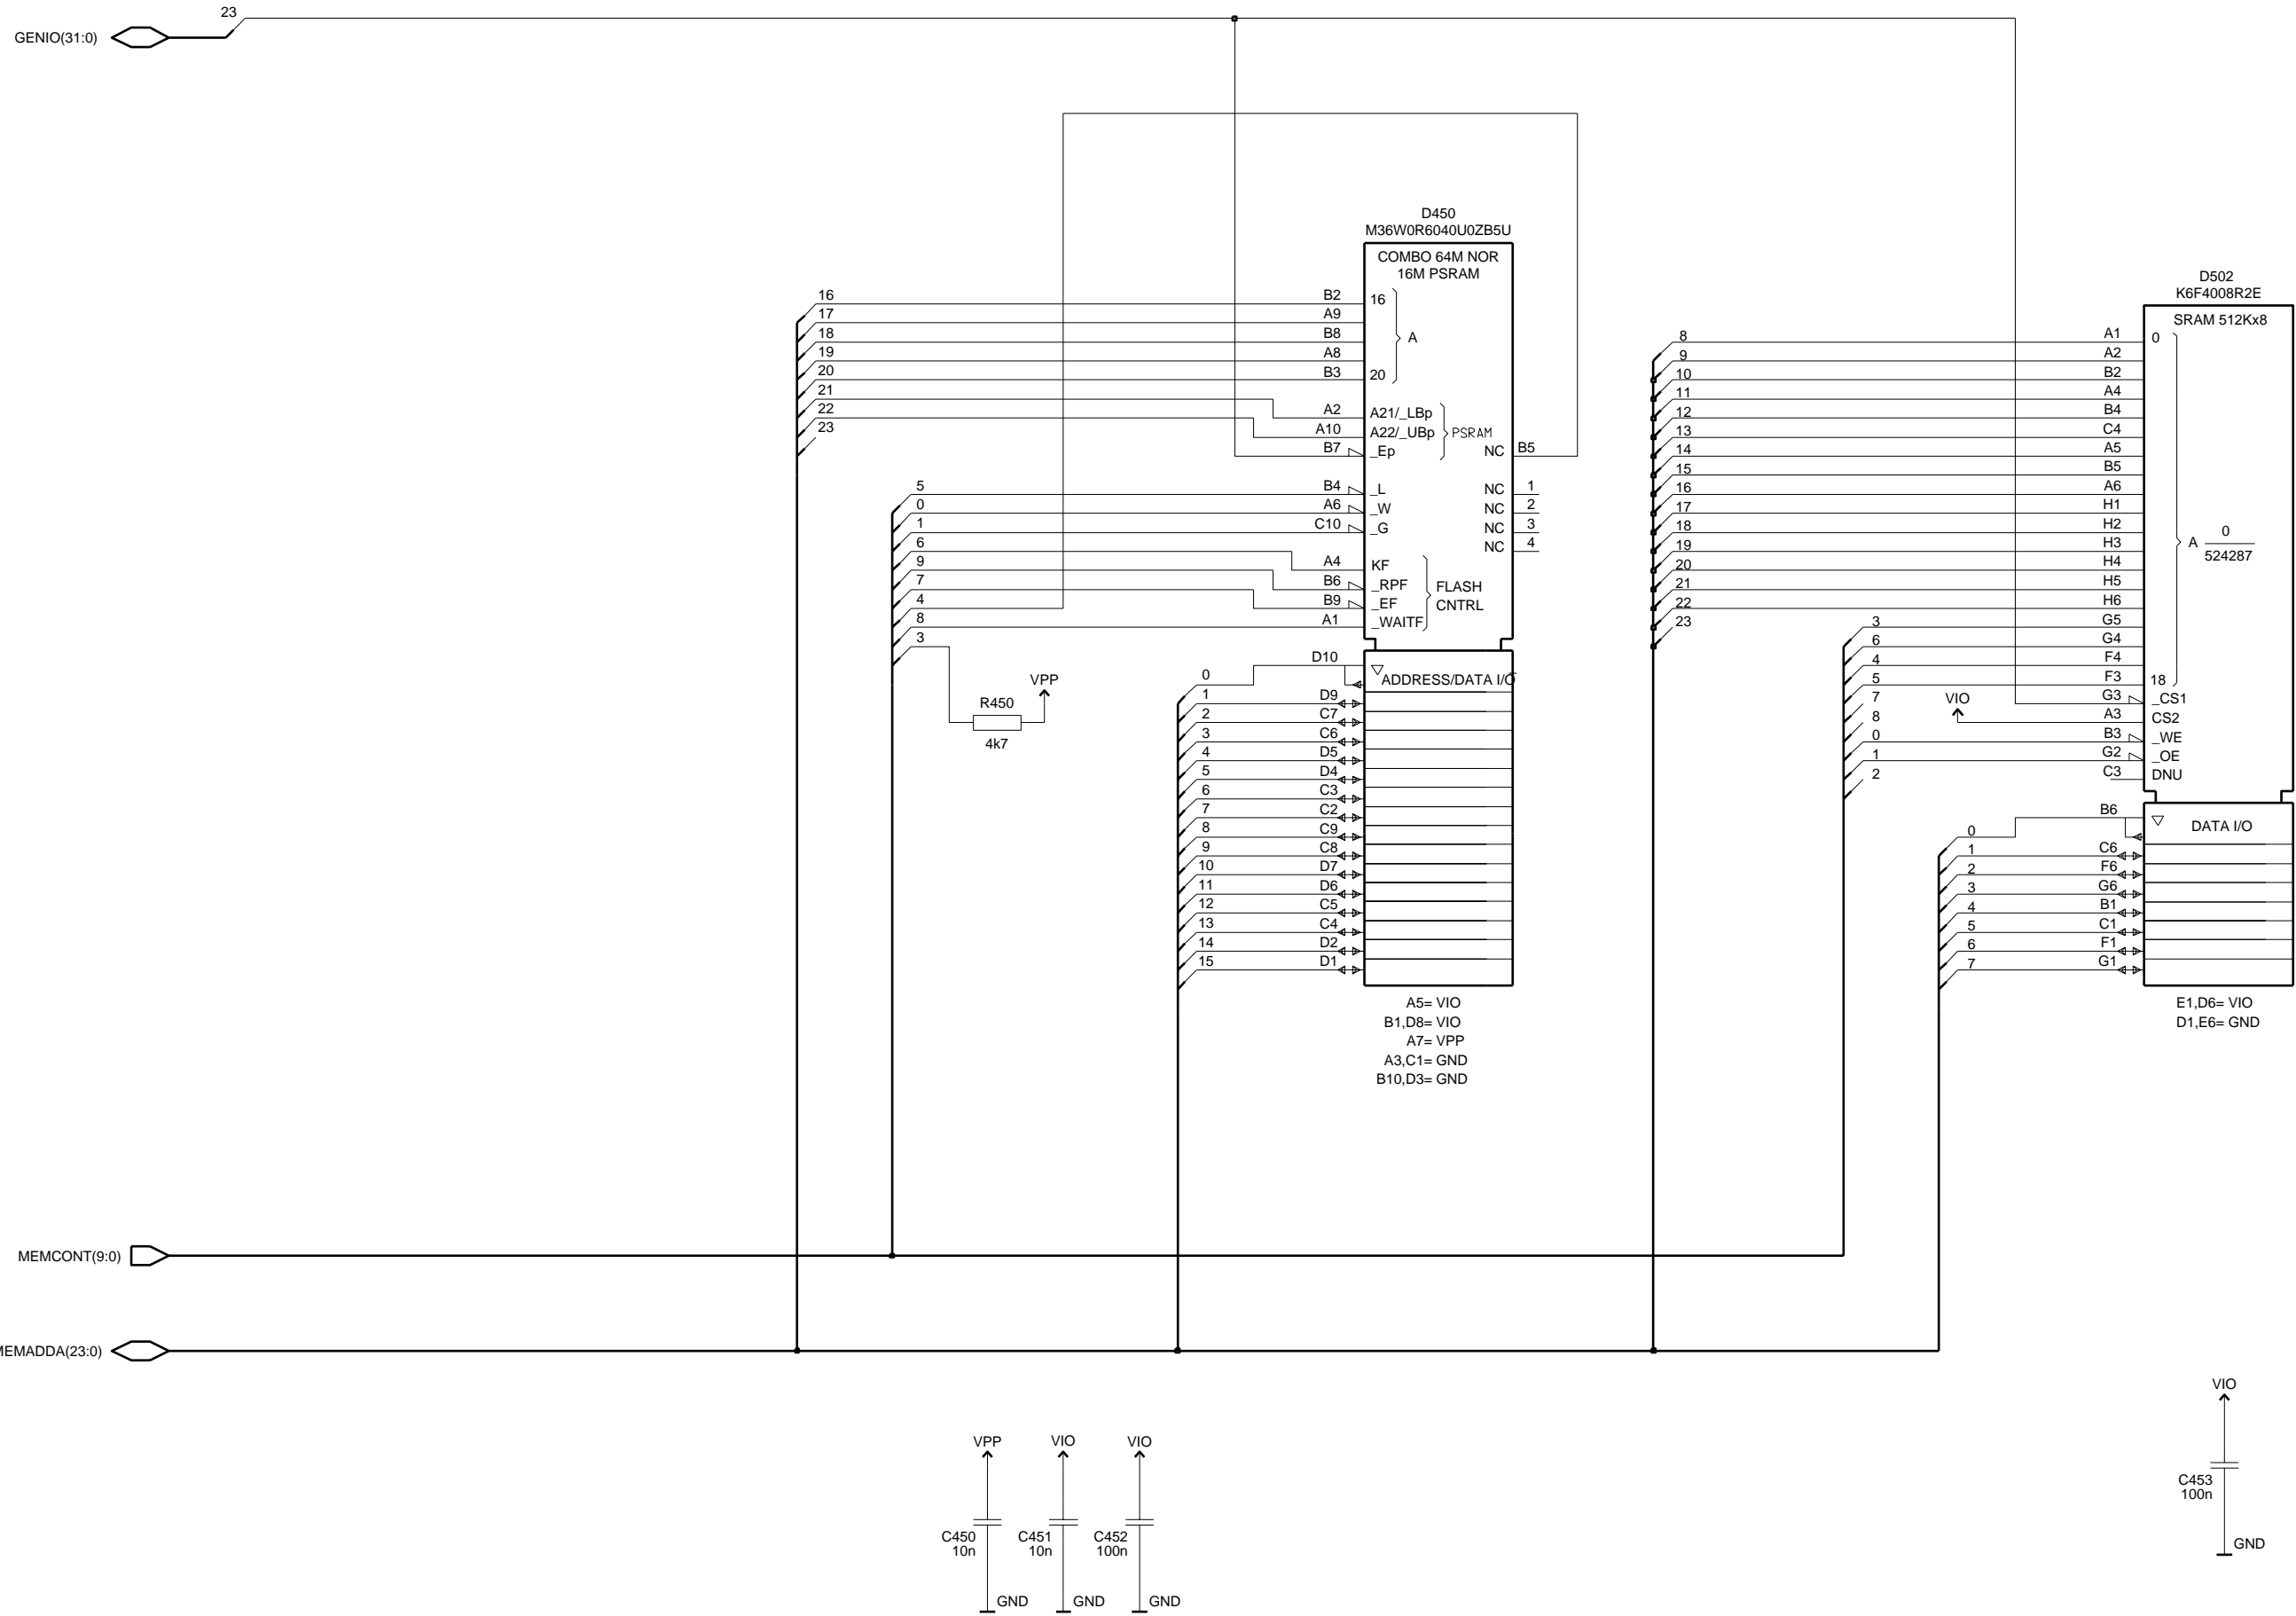 23
GENIO(31:0)
D450
M36W0R6040U0ZB5U
COMBO 64M NOR
16M PSRAM
16 B2 16
17 A9
18 B8 A
19 A8
20 B3 20
21
22 A2 A21/_LBp
23 A10 A22/_UBp PSRAM
B7 _Ep NC B5
5 B4 _L NC 1
0 A6 _W NC 2
1 C10 _G NC 3
6 NC 4
9 A4 KF
7 B6 _RPF FLASH
4 B9 _EF CNTRL
8 A1 _WAITF
3
VPP
R450
4k7
D10
0 ADDRESS/DATA I/O
1 D9
2 C7
3 C6
4 D5
5 D4
6 C3
7 C2
8 C9
9 C8
10 D7
11 D6
12 C5
13 C4
14 D2
15 D1
A5= VIO
B1,D8= VIO
A7= VPP
A3,C1= GND
B10,D3= GND
D502
K6F4008R2E
SRAM 512Kx8
8 A1 0
9 A2
10 B2
11 A4
12 B4
13 C4
14 A5
15 B5
16 A6
17 H1
18 H2 0
19 H3 A
20 H4 524287
21 H5
22 H6
23 3 G5
6 G4
4 F4
5 F3 18
7 G3 _CS1
VIO
8 A3 CS2
0 B3 _WE
1 G2 _OE
2 C3 DNU
B6
0 DATA I/O
1 C6
2 F6
3 G6
4 B1
5 C1
6 F1
7 G1
E1,D6= VIO
D1,E6= GND
MEMCONT(9:0)
MEMADDA(23:0)
VPP VIO VIO
C450 C451 C452
10n 10n 100n
GND GND GND
VIO
C453
100n
GND